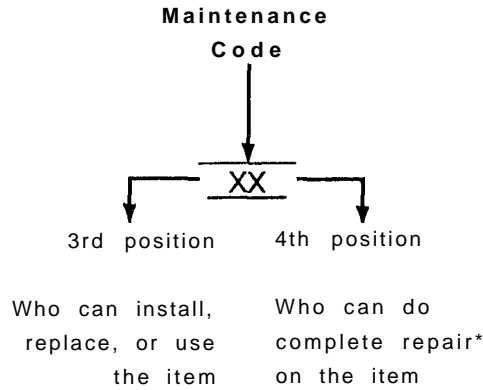 Maintenance
Code
XX
3rd position
4th position
Who can install,
replace, or use
the item
Who can do
complete repair*
on the item